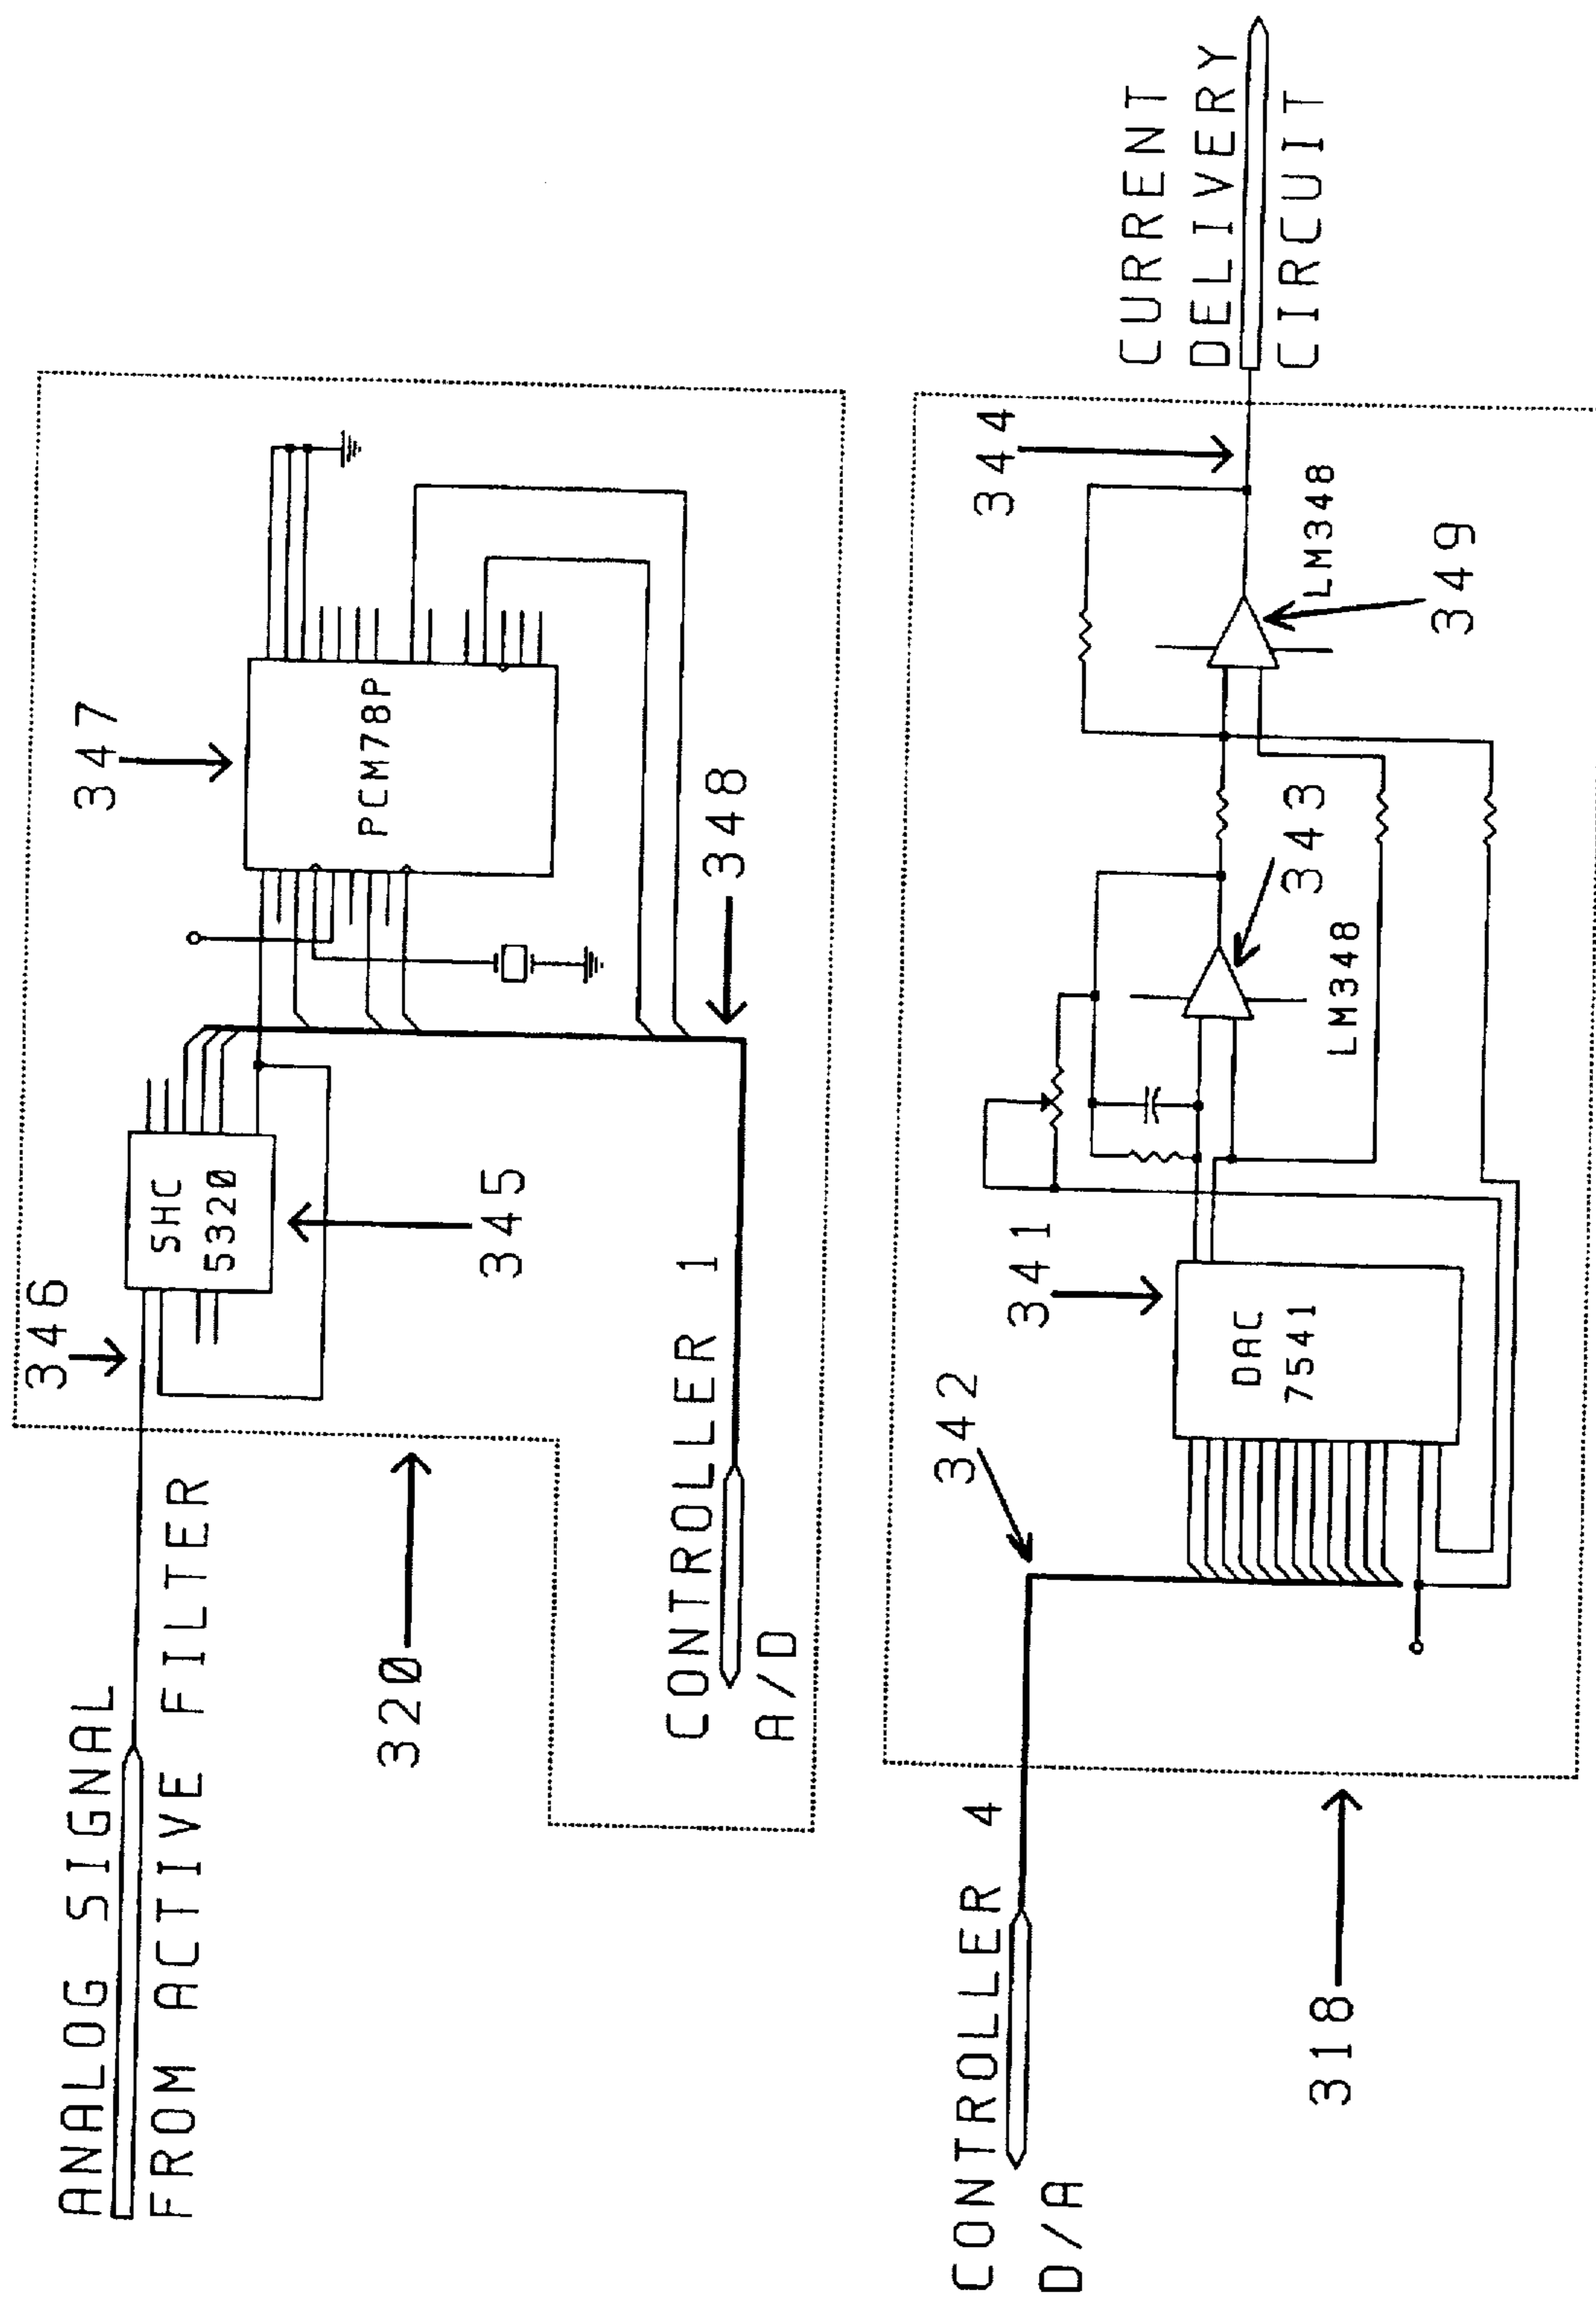 ANALOG SIGNAL
FROM ACTIVE FILTER
346
SHC
5320
345
347
PCM78P
320
348
CONTROLLER 1
A/D
CONTROLLER 4
D/A
342
341
DAC
7541
343
LM348
344
LM348
349
318
CURRENT
DELIVERY
CIRCUIT